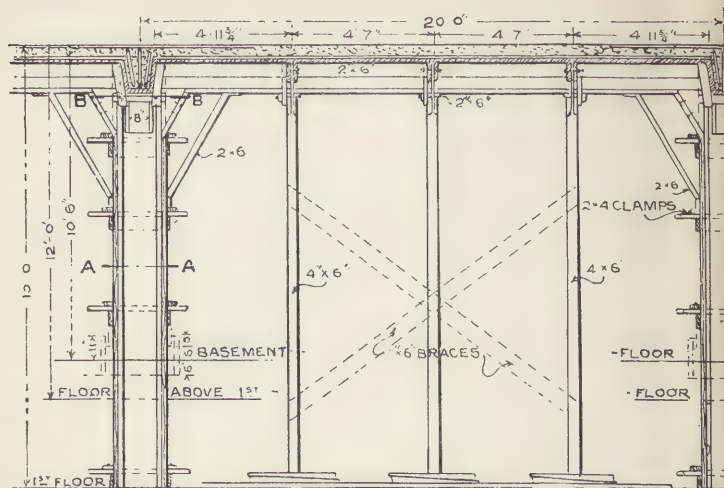 20'0"
4'11¾" 4'7" 4'7" 4'11¾"
2×6"
B B
8"
2"×6"
2×6
2×6
2×4 CLAMPS
10'6"
12'-0"
A A
4"×6"
4×6
BASEMENT
×6 BRACES
FLOOR
FLOOR ABOVE 1ST
FLOOR
1ST FLOOR